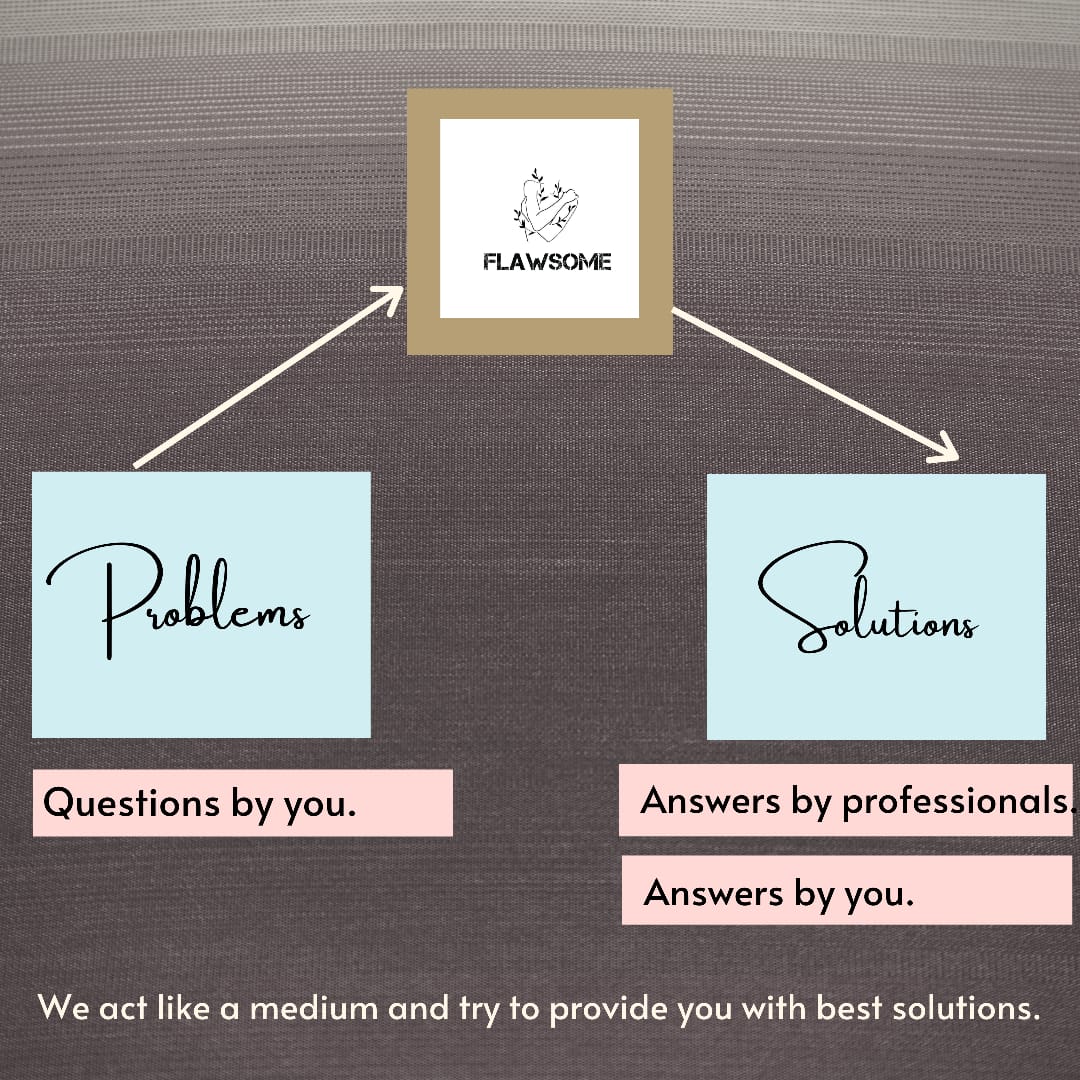 FLAWSOME
Problems
Solutions
Questions by you.
Answers by professionals.
Answers by you.
We act like a medium and try to provide you with best solutions.